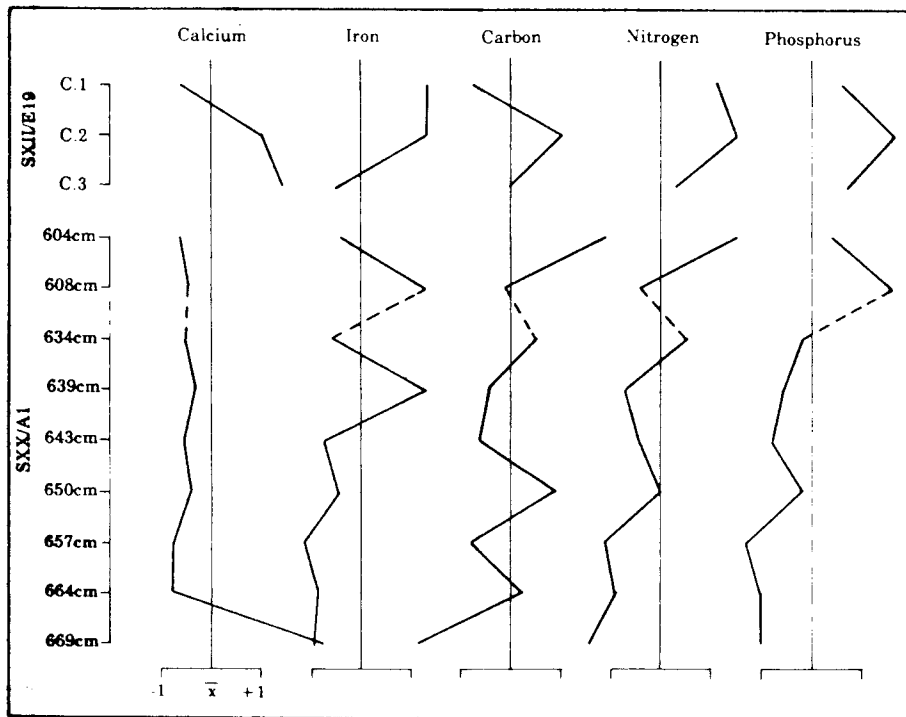 Calcium Iron Carbon Nitrogen Phosphorus
SXII/E19
C.1
C.2
C.3
SXX/A1
604cm
608cm
634cm
639cm
643cm
650cm
657cm
664cm
669cm
-1 x̄ +1